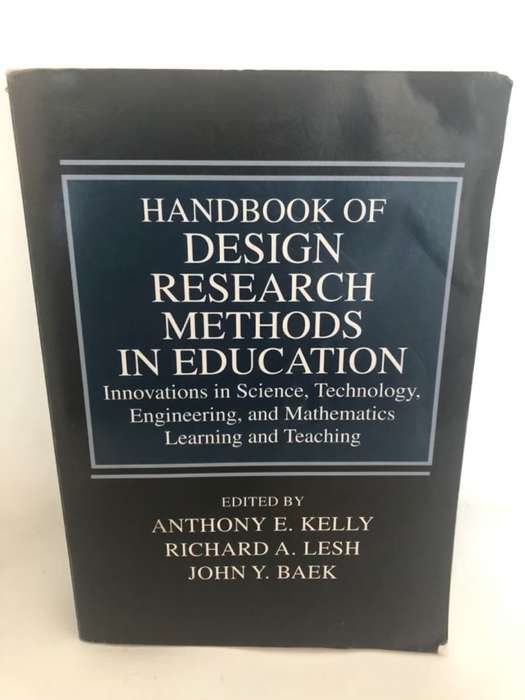 HANDBOOK OF
DESIGN
RESEARCH
METHODS
IN EDUCATION
Innovations in Science, Technology,
Engineering, and Mathematics
Learning and Teaching
EDITED BY
ANTHONY E. KELLY
RICHARD A. LESH
JOHN Y. BAEK